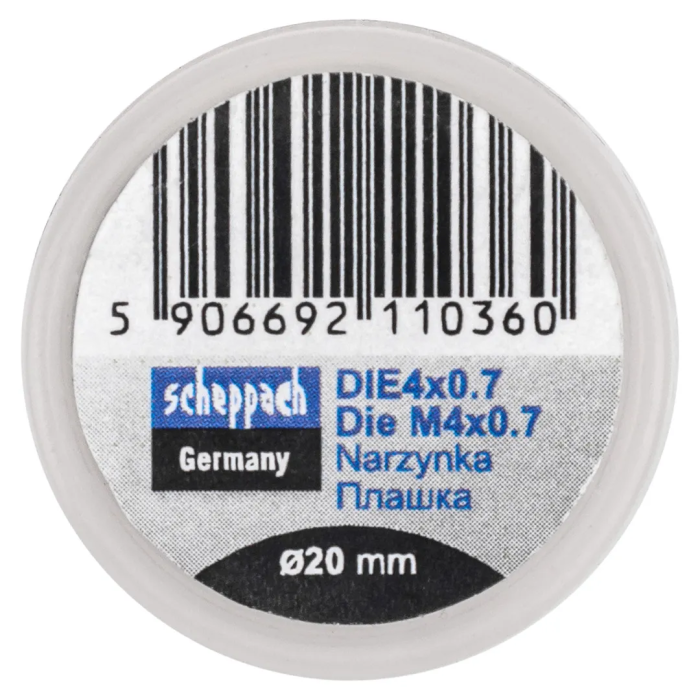 5 906692 110360
scheppach
Germany
DIE4x0.7
Die M4x0.7
Narzynka
Плашка
ø20 mm